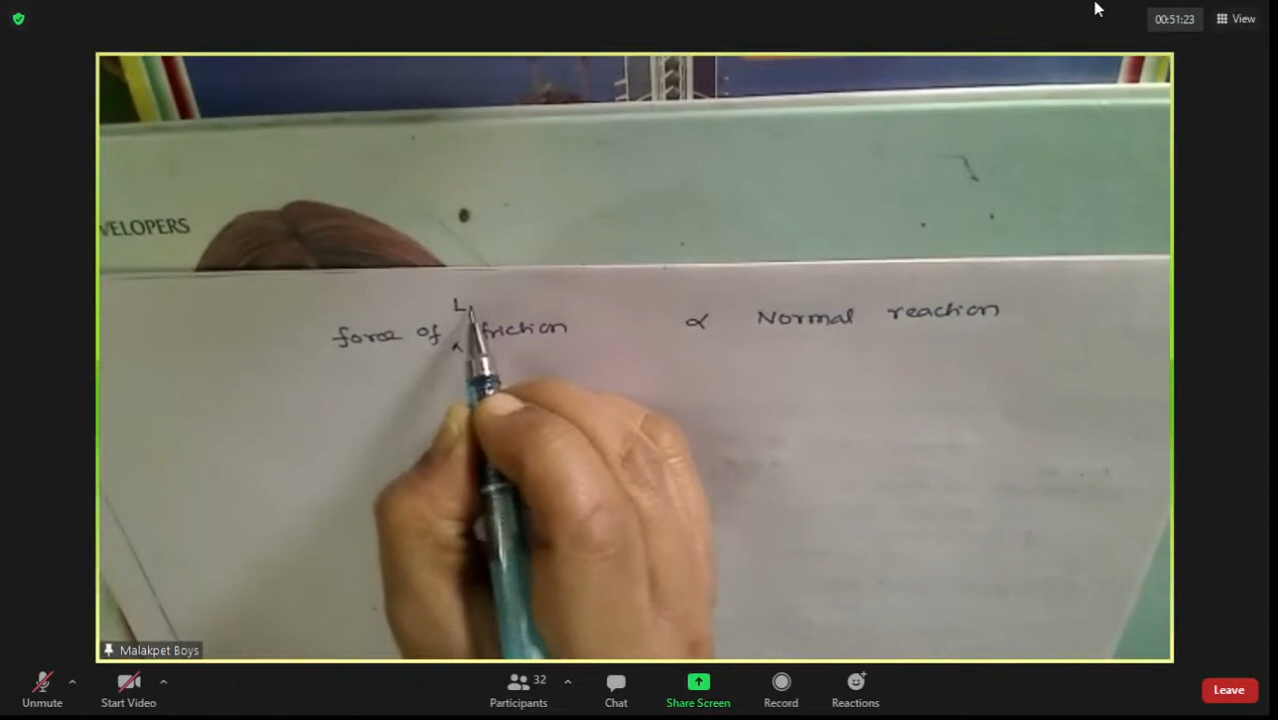 00:51:23 View
VELOPERS
L
force of friction ∝ Normal reaction
Malakpet Boys
Unmute Start Video Participants 32 Chat Share Screen Record Reactions Leave